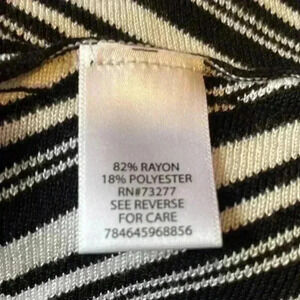 82% RAYON
18% POLYESTER
RN#73277
SEE REVERSE
FOR CARE
784645968856